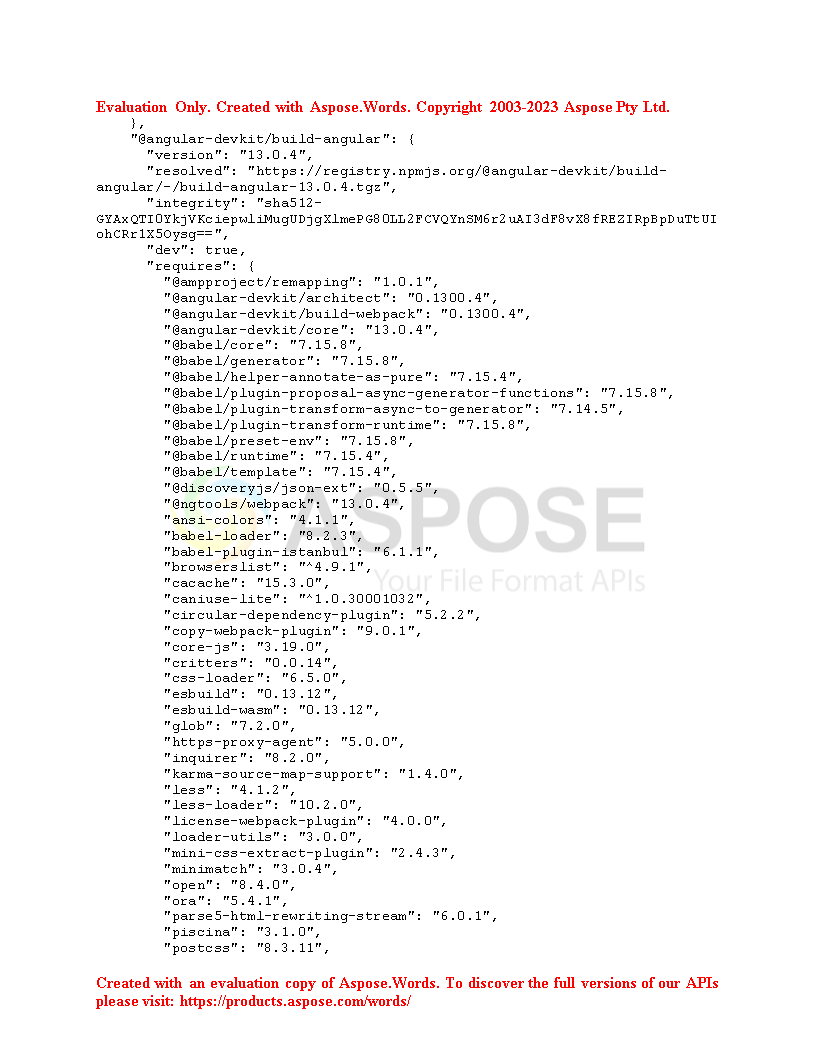 Evaluation Only. Created with Aspose.Words. Copyright 2003-2023 Aspose Pty Ltd.
    },
    "@angular-devkit/build-angular": {
      "version": "13.0.4",
      "resolved": "https://registry.npmjs.org/@angular-devkit/build-
angular/-/build-angular-13.0.4.tgz",
      "integrity": "sha512-
GYAxQTI0YkjVKciepwliMugUDjgXlmePG80LL2FCVQYnSM6r2uAI3dF8vX8fREZIRpBpDuTtUI
ohCRr1X5Oysg==",
      "dev": true,
      "requires": {
        "@ampproject/remapping": "1.0.1",
        "@angular-devkit/architect": "0.1300.4",
        "@angular-devkit/build-webpack": "0.1300.4",
        "@angular-devkit/core": "13.0.4",
        "@babel/core": "7.15.8",
        "@babel/generator": "7.15.8",
        "@babel/helper-annotate-as-pure": "7.15.4",
        "@babel/plugin-proposal-async-generator-functions": "7.15.8",
        "@babel/plugin-transform-async-to-generator": "7.14.5",
        "@babel/plugin-transform-runtime": "7.15.8",
        "@babel/preset-env": "7.15.8",
        "@babel/runtime": "7.15.4",
        "@babel/template": "7.15.4",
        "@discoveryjs/json-ext": "0.5.5",
        "@ngtools/webpack": "13.0.4",
        "ansi-colors": "4.1.1",
        "babel-loader": "8.2.3",
        "babel-plugin-istanbul": "6.1.1",
        "browserslist": "^4.9.1",
        "cacache": "15.3.0",
        "caniuse-lite": "^1.0.30001032",
        "circular-dependency-plugin": "5.2.2",
        "copy-webpack-plugin": "9.0.1",
        "core-js": "3.19.0",
        "critters": "0.0.14",
        "css-loader": "6.5.0",
        "esbuild": "0.13.12",
        "esbuild-wasm": "0.13.12",
        "glob": "7.2.0",
        "https-proxy-agent": "5.0.0",
        "inquirer": "8.2.0",
        "karma-source-map-support": "1.4.0",
        "less": "4.1.2",
        "less-loader": "10.2.0",
        "license-webpack-plugin": "4.0.0",
        "loader-utils": "3.0.0",
        "mini-css-extract-plugin": "2.4.3",
        "minimatch": "3.0.4",
        "open": "8.4.0",
        "ora": "5.4.1",
        "parse5-html-rewriting-stream": "6.0.1",
        "piscina": "3.1.0",
        "postcss": "8.3.11",
ASPOSE
Your File Format APIs
Created with an evaluation copy of Aspose.Words. To discover the full versions of our APIs
please visit: https://products.aspose.com/words/